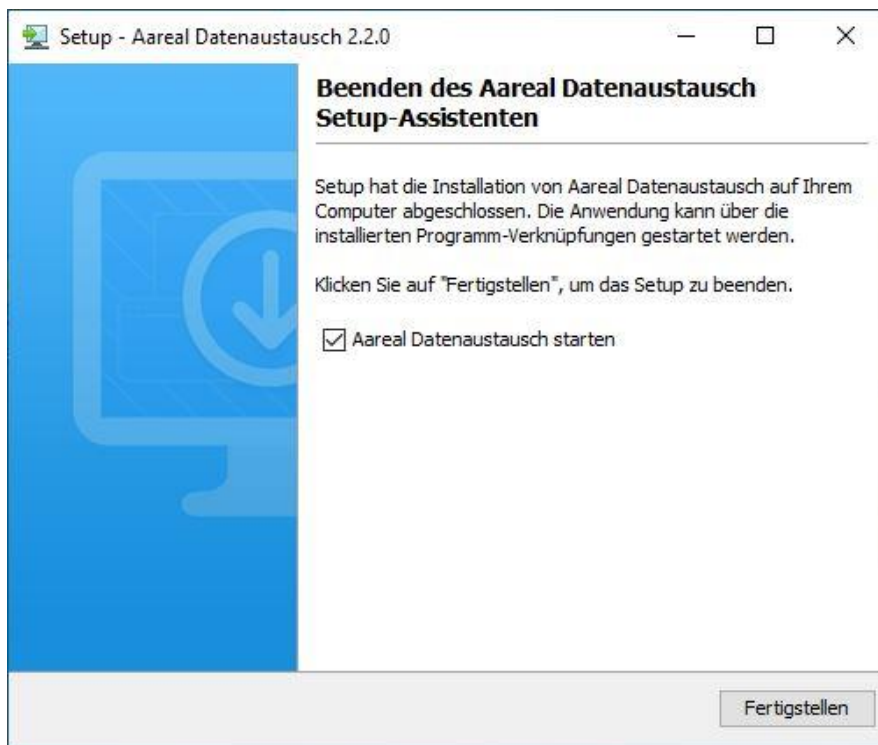 Setup - Aareal Datenaustausch 2.2.0
Beenden des Aareal Datenaustausch
Setup-Assistenten
Setup hat die Installation von Aareal Datenaustausch auf Ihrem
Computer abgeschlossen. Die Anwendung kann über die
installierten Programm-Verknüpfungen gestartet werden.
Klicken Sie auf "Fertigstellen", um das Setup zu beenden.
Aareal Datenaustausch starten
Fertigstellen